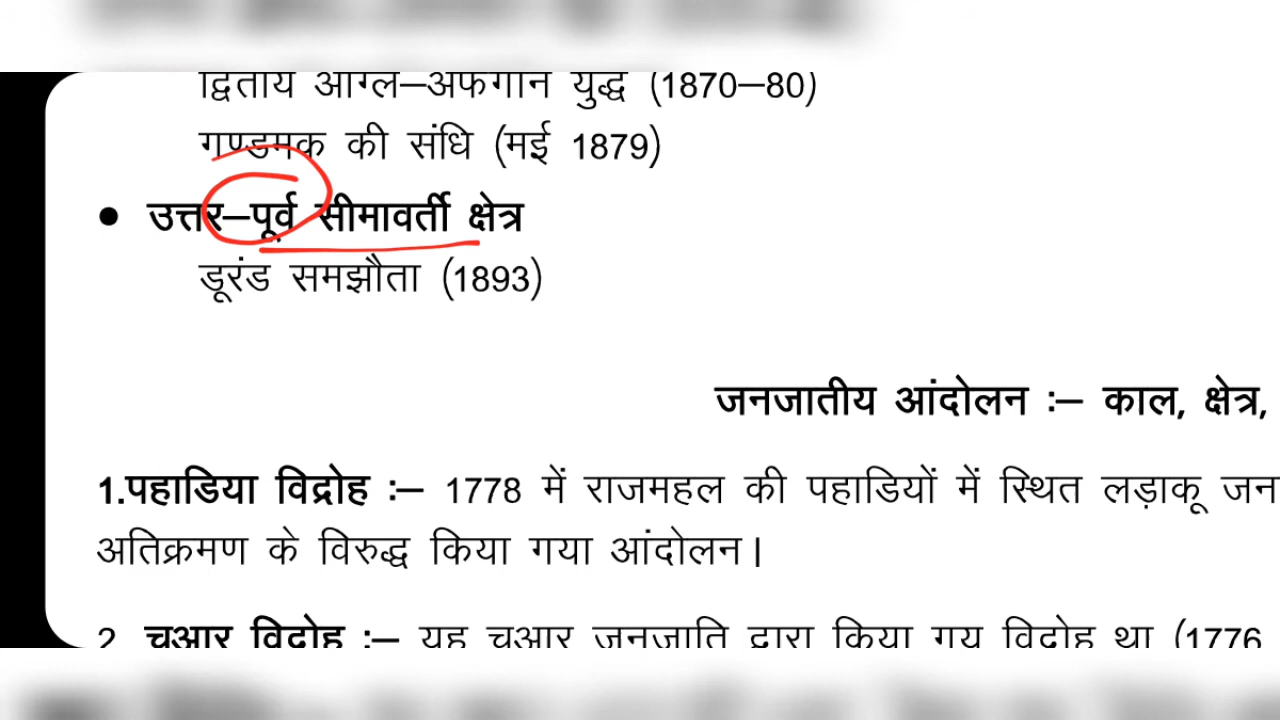 द्वितीय आंग्ल–अफगान युद्ध (1870–80)
गण्डमक की संधि (मई 1879)
● उत्तर–पूर्व सीमावर्ती क्षेत्र
डूरंड समझौता (1893)
जनजातीय आंदोलन :– काल, क्षेत्र,
1.पहाडिया विद्रोह :– 1778 में राजमहल की पहाडियों में स्थित लड़ाकू जन
अतिक्रमण के विरुद्ध किया गया आंदोलन।
2. चुआर विद्रोह :– यह चुआर जनजाति द्वारा किया गय विद्रोह था (1776